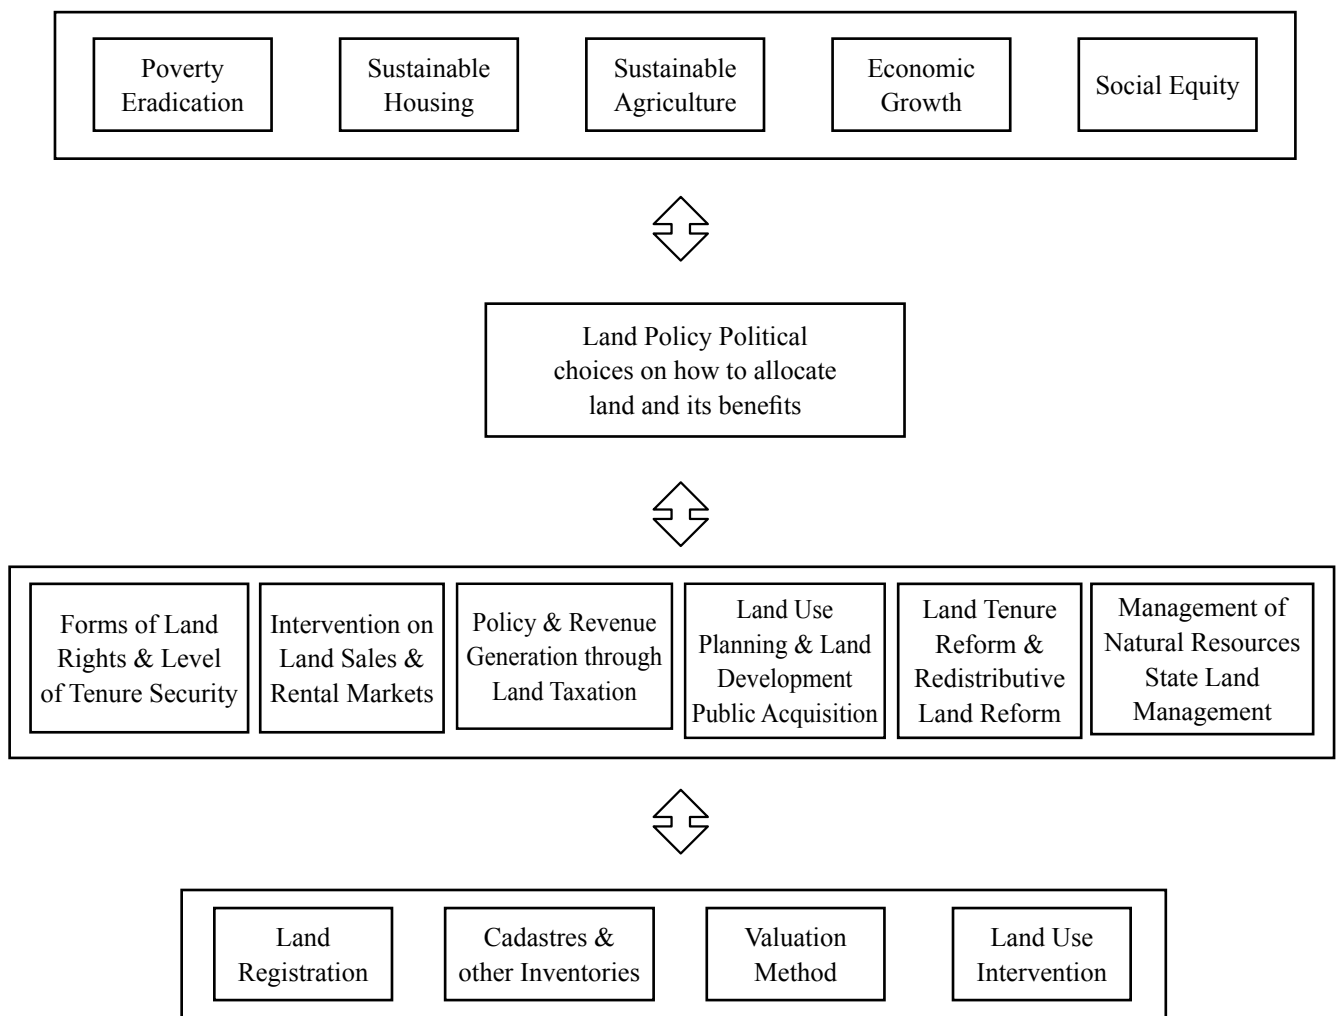 Poverty
Eradication
Sustainable
Housing
Sustainable
Agriculture
Economic
Growth
Social Equity
Land Policy Political
choices on how to allocate
land and its benefits
Forms of Land
Rights & Level
of Tenure Security
Intervention on
Land Sales &
Rental Markets
Policy & Revenue
Generation through
Land Taxation
Land Use
Planning & Land
Development
Public Acquisition
Land Tenure
Reform &
Redistributive
Land Reform
Management of
Natural Resources
State Land
Management
Land
Registration
Cadastres &
other Inventories
Valuation
Method
Land Use
Intervention